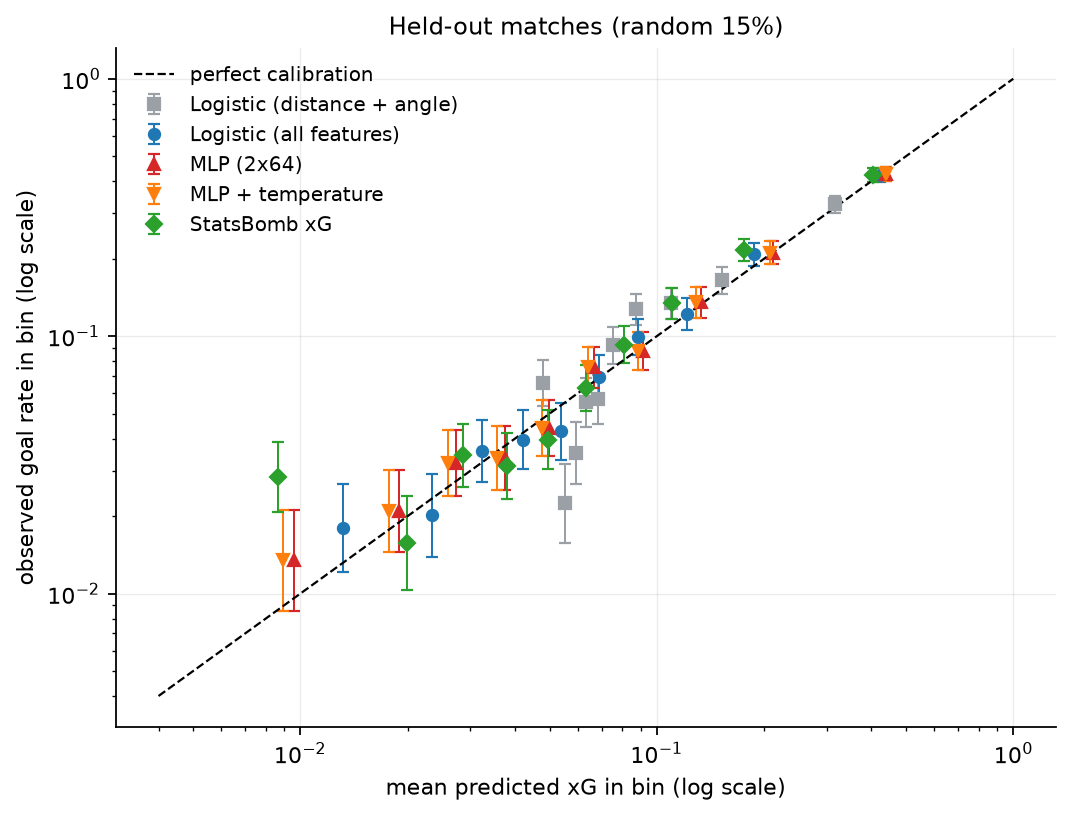 Held-out matches (random 15%)
perfect calibration
Logistic (distance + angle)
Logistic (all features)
MLP (2x64)
MLP + temperature
StatsBomb xG
observed goal rate in bin (log scale)
10⁰
10⁻¹
10⁻²
10⁻² 10⁻¹ 10⁰
mean predicted xG in bin (log scale)